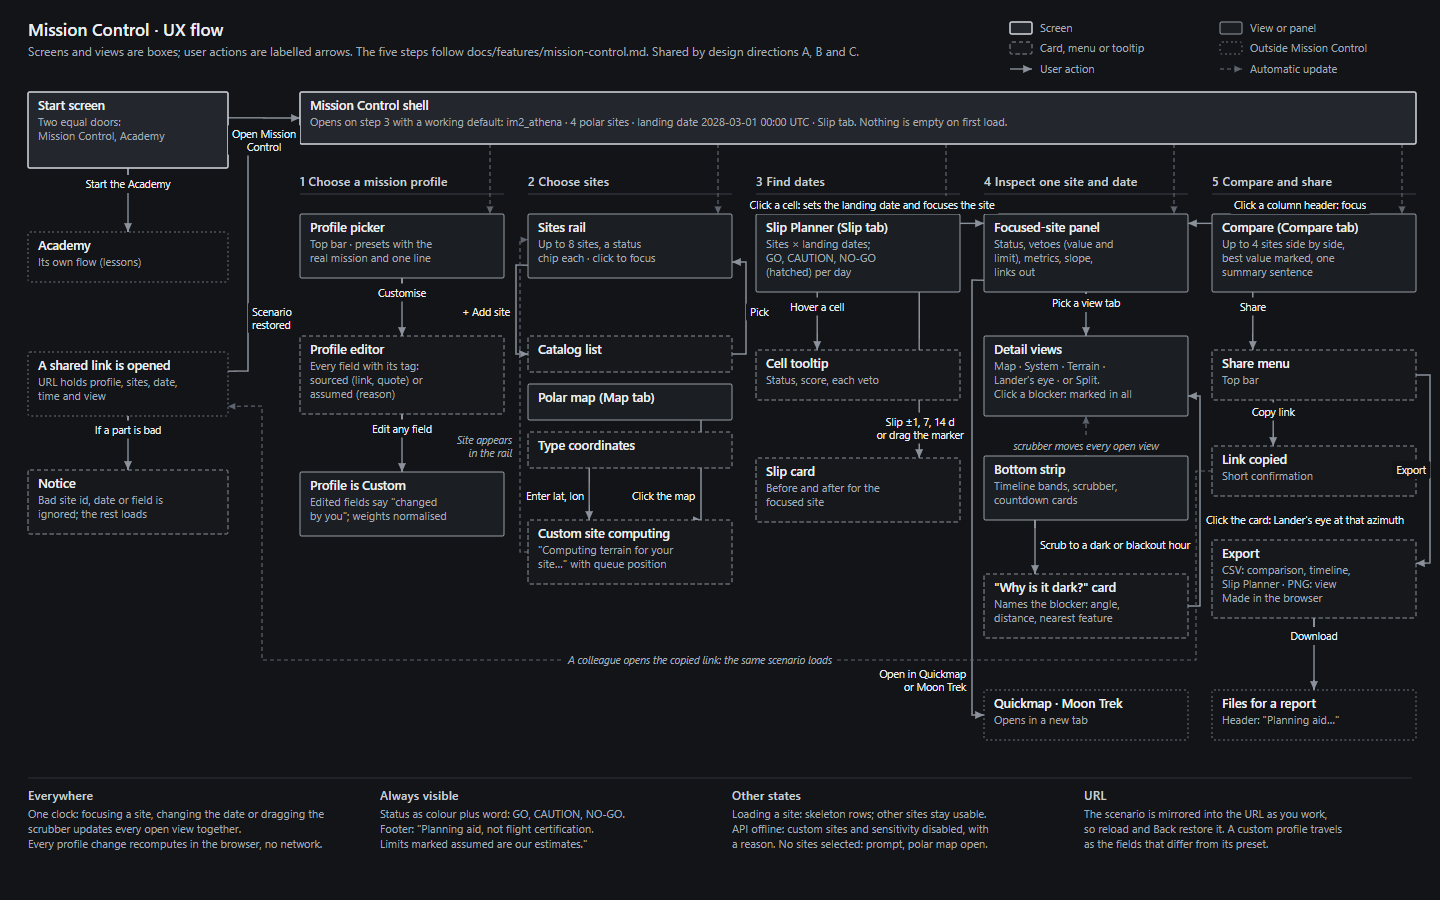 Mission Control · UX flow
Screens and views are boxes; user actions are labelled arrows. The five steps follow docs/features/mission-control.md. Shared by design directions A, B and C.
Screen
View or panel
Card, menu or tooltip
Outside Mission Control
User action
Automatic update
Start screen
Two equal doors:
Mission Control, Academy
Open Mission
Control
Mission Control shell
Opens on step 3 with a working default: im2_athena · 4 polar sites · landing date 2028-03-01 00:00 UTC · Slip tab. Nothing is empty on first load.
Start the Academy
Academy
Its own flow (lessons)
Scenario
restored
A shared link is opened
URL holds profile, sites, date,
time and view
If a part is bad
Notice
Bad site id, date or field is
ignored; the rest loads
1 Choose a mission profile
Profile picker
Top bar · presets with the
real mission and one line
Customise
Profile editor
Every field with its tag:
sourced (link, quote) or
assumed (reason)
Edit any field
Profile is Custom
Edited fields say "changed
by you"; weights normalised
2 Choose sites
Sites rail
Up to 8 sites, a status
chip each · click to focus
+ Add site
Pick
Catalog list
Polar map (Map tab)
Type coordinates
Site appears
in the rail
Enter lat, lon
Click the map
Custom site computing
"Computing terrain for your
site..." with queue position
3 Find dates
Click a cell: sets the landing date and focuses the site
Slip Planner (Slip tab)
Sites × landing dates;
GO, CAUTION, NO-GO
(hatched) per day
Hover a cell
Cell tooltip
Status, score, each veto
Slip ±1, 7, 14 d
or drag the marker
Slip card
Before and after for the
focused site
4 Inspect one site and date
Focused-site panel
Status, vetoes (value and
limit), metrics, slope,
links out
Pick a view tab
Detail views
Map · System · Terrain ·
Lander's eye · or Split.
Click a blocker: marked in all
scrubber moves every open view
Bottom strip
Timeline bands, scrubber,
countdown cards
Scrub to a dark or blackout hour
"Why is it dark?" card
Names the blocker: angle,
distance, nearest feature
Open in Quickmap
or Moon Trek
Quickmap · Moon Trek
Opens in a new tab
5 Compare and share
Click a column header: focus
Compare (Compare tab)
Up to 4 sites side by side,
best value marked, one
summary sentence
Share
Share menu
Top bar
Copy link
Link copied
Short confirmation
Export
Click the card: Lander's eye at that azimuth
Export
CSV: comparison, timeline,
Slip Planner · PNG: view
Made in the browser
Download
Files for a report
Header: "Planning aid..."
A colleague opens the copied link: the same scenario loads
Everywhere
One clock: focusing a site, changing the date or dragging the
scrubber updates every open view together.
Every profile change recomputes in the browser, no network.
Always visible
Status as colour plus word: GO, CAUTION, NO-GO.
Footer: "Planning aid, not flight certification.
Limits marked assumed are our estimates."
Other states
Loading a site: skeleton rows; other sites stay usable.
API offline: custom sites and sensitivity disabled, with
a reason. No sites selected: prompt, polar map open.
URL
The scenario is mirrored into the URL as you work,
so reload and Back restore it. A custom profile travels
as the fields that differ from its preset.